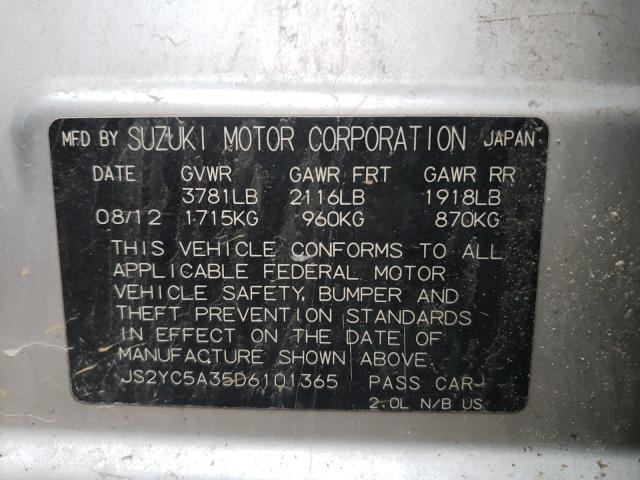 MFD BY SUZUKI MOTOR CORPORATION JAPAN
DATE GVWR GAWR FRT GAWR RR
3781LB 2116LB 1918LB
08/12 1715KG 960KG 870KG
THIS VEHICLE CONFORMS TO ALL
APPLICABLE FEDERAL MOTOR
VEHICLE SAFETY, BUMPER AND
THEFT PREVENTION STANDARDS
IN EFFECT ON THE DATE OF
MANUFACTURE SHOWN ABOVE.
JS2YC5A35D6101365 PASS CAR
2.0L N/B US